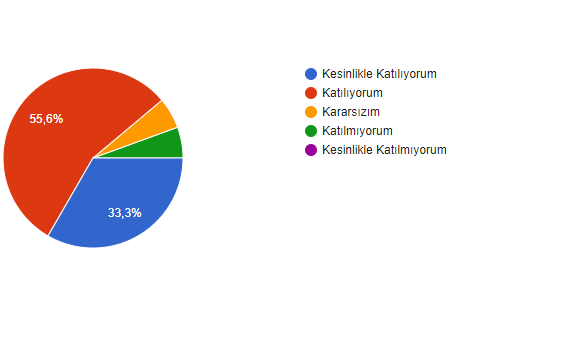 Kesinlikle Katılıyorum
Katılıyorum
Kararsızım
Katılmıyorum
Kesinlikle Katılmıyorum
55,6%
33,3%